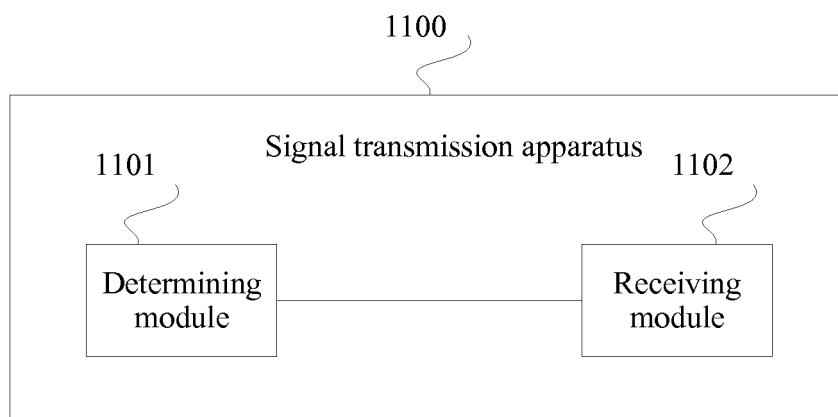 1100
Signal transmission apparatus
1101
1102
Determining
module
Receiving
module